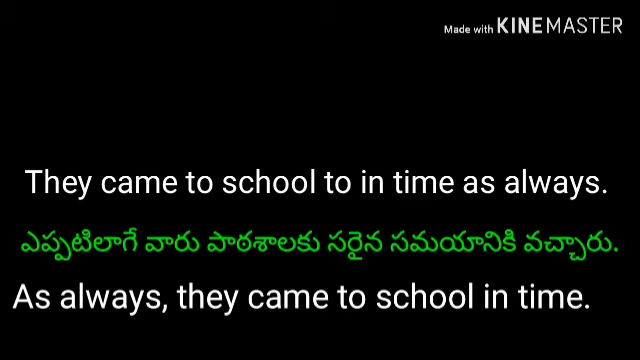 Made with KINEMASTER
They came to school to in time as always.
ఎప్పటిలాగే వారు పాఠశాలకు సరైన సమయానికి వచ్చారు.
As always, they came to school in time.